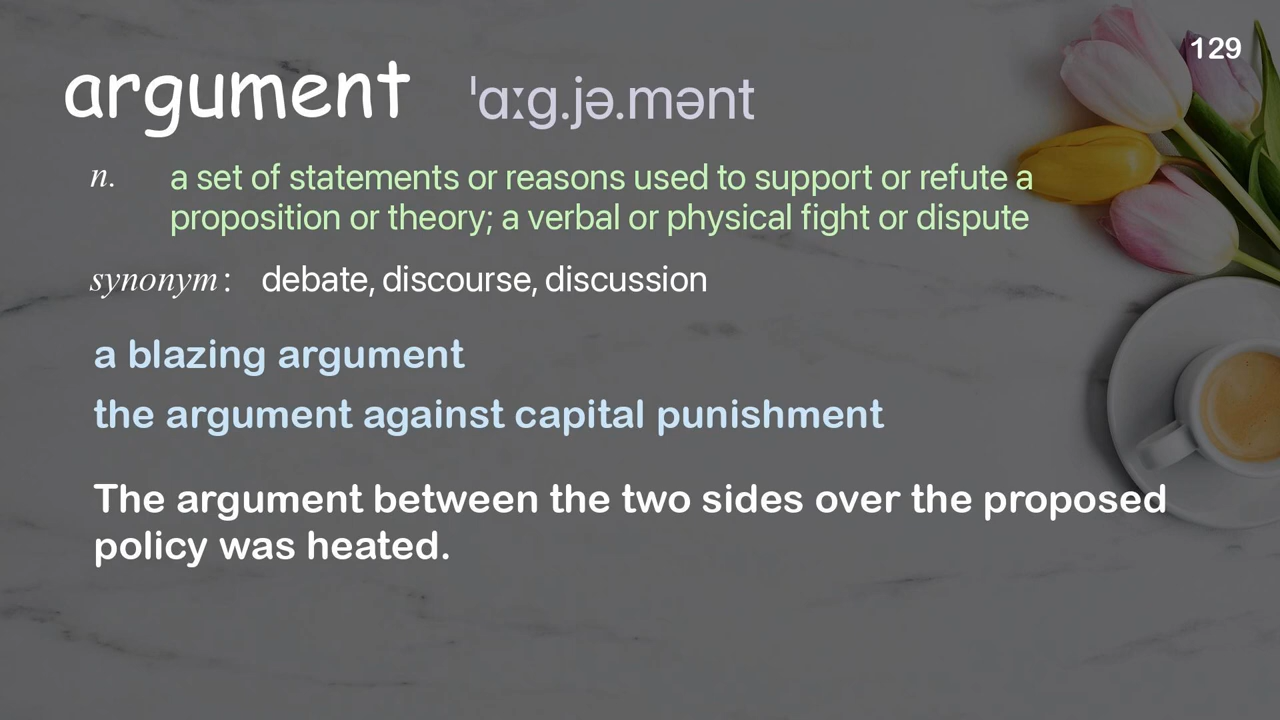 129
argument ˈɑːɡ.jə.mənt
n. a set of statements or reasons used to support or refute a
proposition or theory; a verbal or physical fight or dispute
synonym: debate, discourse, discussion
a blazing argument
the argument against capital punishment
The argument between the two sides over the proposed
policy was heated.